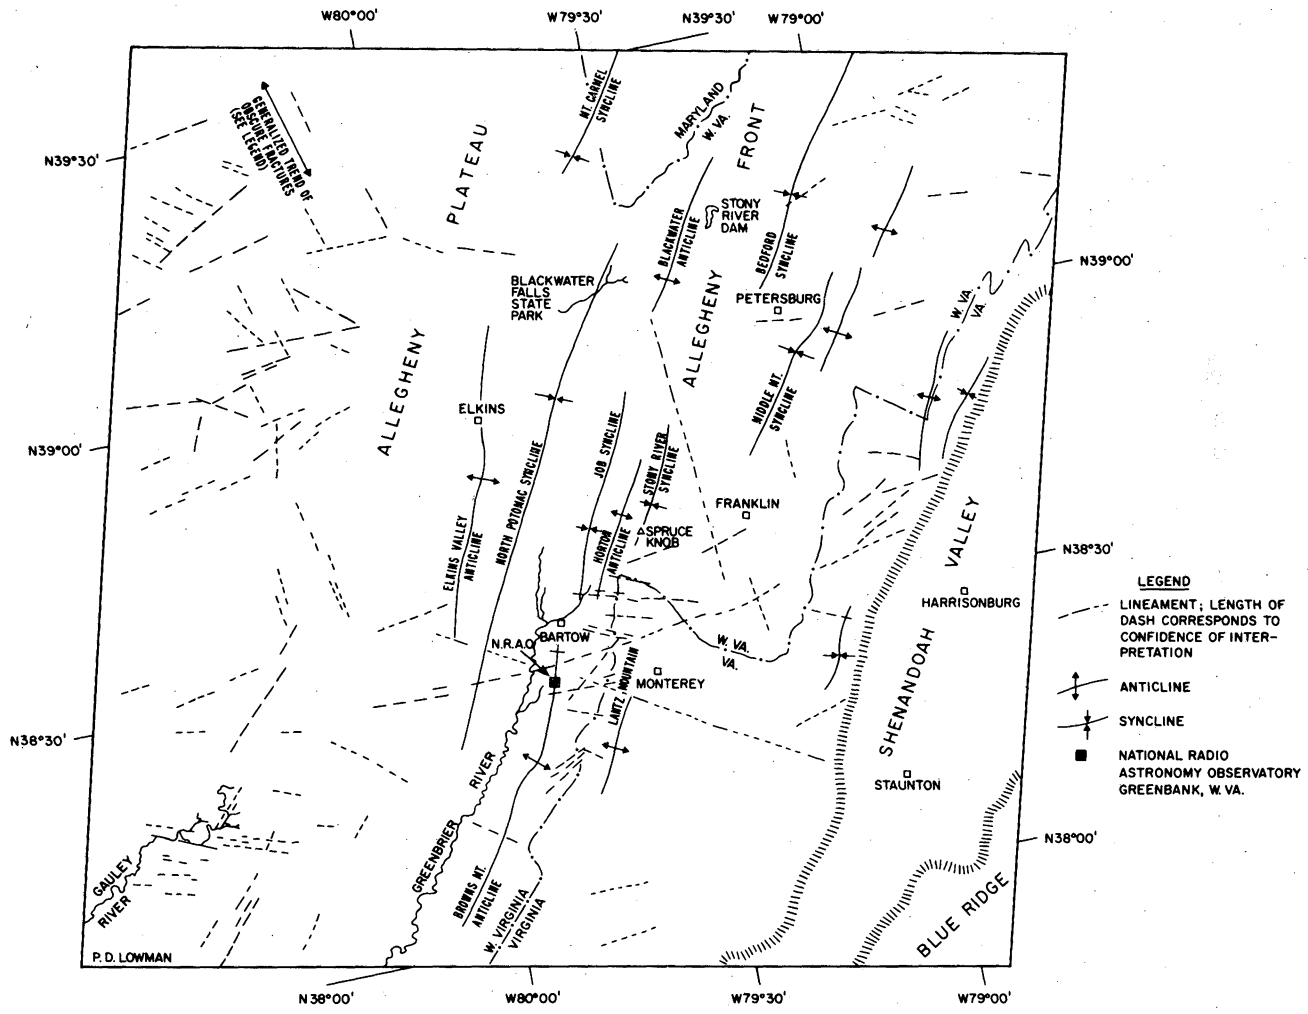 W80°00'
W79°30'
N39°30'
W79°00'
GENERALIZED TREND OF
OBSCURE FRACTURES
(SEE LEGEND)
MT. CARMEL
SYNCLINE
MARYLAND
W. VA.
PLATEAU
FRONT
N39°30'
BLACKWATER
ANTICLINE
STONY
RIVER
DAM
BEDFORD
SYNCLINE
N39°00'
BLACKWATER
FALLS
STATE
PARK
ALLEGHENY
PETERSBURG
W. VA.
VA.
ALLEGHENY
MIDDLE MT.
SYNCLINE
ELKINS
N39°00'
NORTH POTOMAC SYNCLINE
JOB SYNCLINE
STONY RIVER
SYNCLINE
ELKINS VALLEY
ANTICLINE
HORTON
ANTICLINE
SPRUCE
KNOB
FRANKLIN
VALLEY
N38°30'
HARRISONBURG
SHENANDOAH
LEGEND
LINEAMENT; LENGTH OF
DASH CORRESPONDS TO
CONFIDENCE OF INTER-
PRETATION
ANTICLINE
SYNCLINE
NATIONAL RADIO
ASTRONOMY OBSERVATORY
GREENBANK, W. VA.
N.R.A.O.
BARTOW
W. VA.
VA.
LANTZ MOUNTAIN
MONTEREY
N38°30'
STAUNTON
GREENBRIER
RIVER
N38°00'
GAULEY
RIVER
BROWNS MT.
ANTICLINE
W. VIRGINIA
VIRGINIA
BLUE RIDGE
P. D. LOWMAN
N38°00'
W80°00'
W79°30'
W79°00'